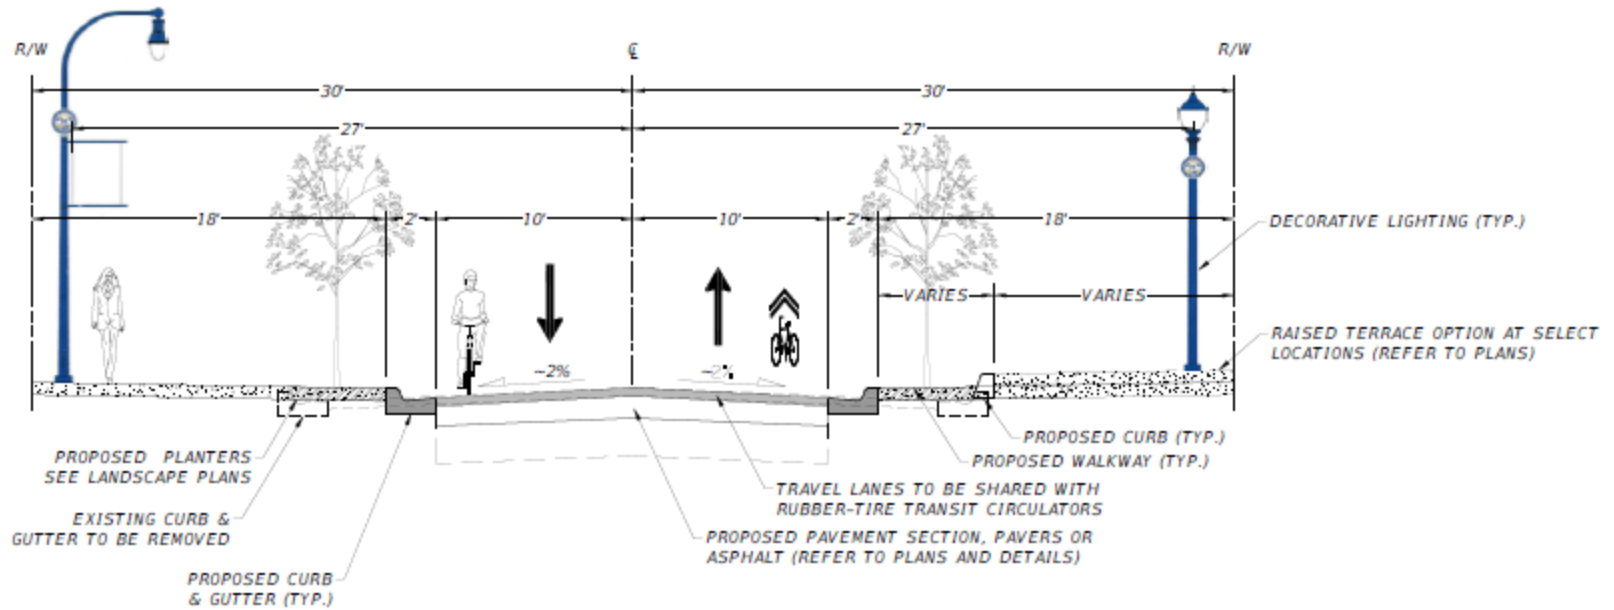 R/W
℄
R/W
30'
30'
27'
27'
18'
2'
10'
10'
2'
18'
DECORATIVE LIGHTING (TYP.)
VARIES
VARIES
RAISED TERRACE OPTION AT SELECT
LOCATIONS (REFER TO PLANS)
~2%
~2%
PROPOSED PLANTERS
SEE LANDSCAPE PLANS
PROPOSED CURB (TYP.)
PROPOSED WALKWAY (TYP.)
TRAVEL LANES TO BE SHARED WITH
RUBBER-TIRE TRANSIT CIRCULATORS
EXISTING CURB &
GUTTER TO BE REMOVED
PROPOSED PAVEMENT SECTION, PAVERS OR
ASPHALT (REFER TO PLANS AND DETAILS)
PROPOSED CURB
& GUTTER (TYP.)